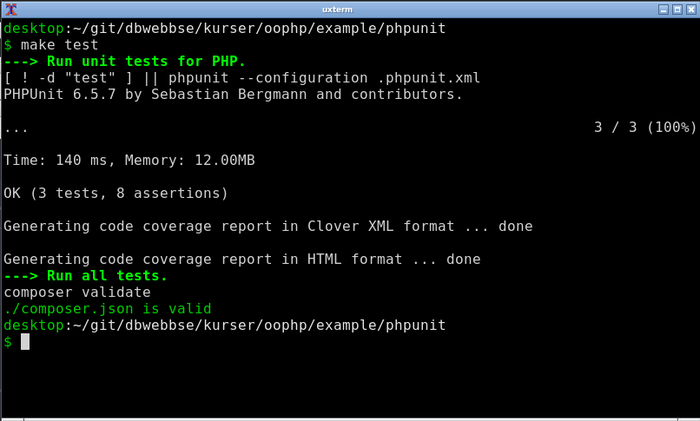 uxterm
desktop:~/git/dbwebbse/kurser/oophp/example/phpunit
$ make test
---> Run unit tests for PHP.
[ ! -d "test" ] || phpunit --configuration .phpunit.xml
PHPUnit 6.5.7 by Sebastian Bergmann and contributors.
... 3 / 3 (100%)
Time: 140 ms, Memory: 12.00MB
OK (3 tests, 8 assertions)
Generating code coverage report in Clover XML format ... done
Generating code coverage report in HTML format ... done
---> Run all tests.
composer validate
./composer.json is valid
desktop:~/git/dbwebbse/kurser/oophp/example/phpunit
$